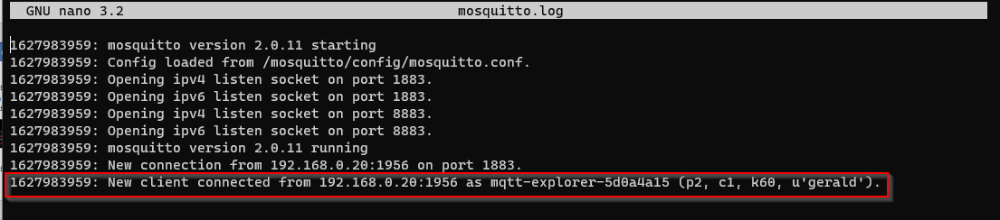 GNU nano 3.2 mosquitto.log
1627983959: mosquitto version 2.0.11 starting
1627983959: Config loaded from /mosquitto/config/mosquitto.conf.
1627983959: Opening ipv4 listen socket on port 1883.
1627983959: Opening ipv6 listen socket on port 1883.
1627983959: Opening ipv4 listen socket on port 8883.
1627983959: Opening ipv6 listen socket on port 8883.
1627983959: mosquitto version 2.0.11 running
1627983959: New connection from 192.168.0.20:1956 on port 1883.
1627983959: New client connected from 192.168.0.20:1956 as mqtt-explorer-5d0a4a15 (p2, c1, k60, u'gerald').